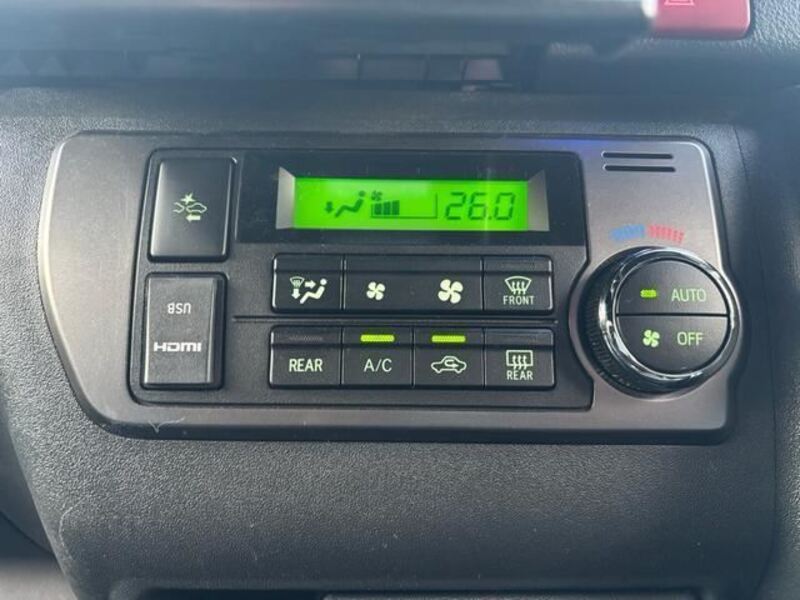 26.0
AUTO
USB
FRONT
HDMI
OFF
REAR
A/C
REAR